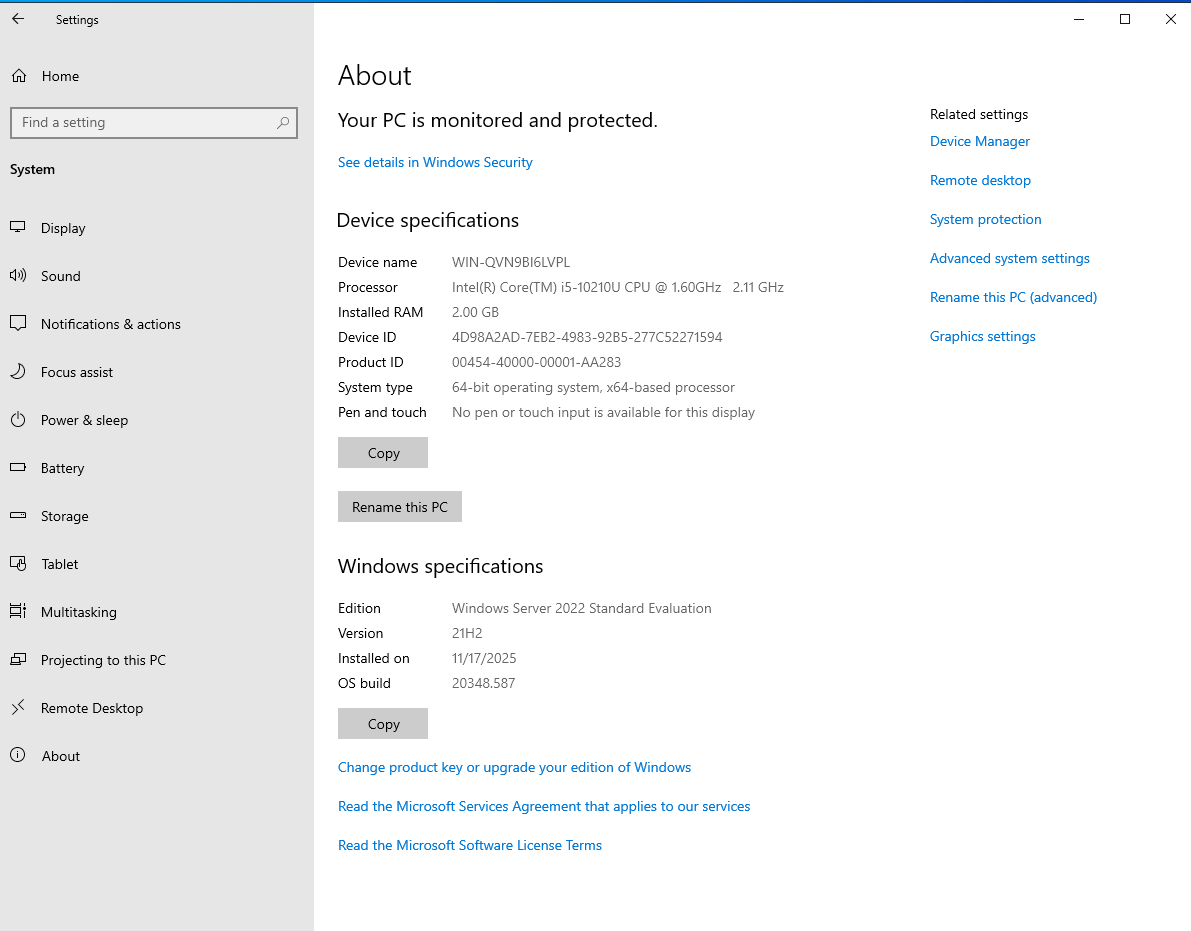 Settings
Home
Find a setting
System
Display
Sound
Notifications & actions
Focus assist
Power & sleep
Battery
Storage
Tablet
Multitasking
Projecting to this PC
Remote Desktop
About
About
Your PC is monitored and protected.
See details in Windows Security
Device specifications
Device name WIN-QVN9BI6LVPL
Processor Intel(R) Core(TM) i5-10210U CPU @ 1.60GHz 2.11 GHz
Installed RAM 2.00 GB
Device ID 4D98A2AD-7EB2-4983-92B5-277C52271594
Product ID 00454-40000-00001-AA283
System type 64-bit operating system, x64-based processor
Pen and touch No pen or touch input is available for this display
Copy
Rename this PC
Windows specifications
Edition Windows Server 2022 Standard Evaluation
Version 21H2
Installed on 11/17/2025
OS build 20348.587
Copy
Change product key or upgrade your edition of Windows
Read the Microsoft Services Agreement that applies to our services
Read the Microsoft Software License Terms
Related settings
Device Manager
Remote desktop
System protection
Advanced system settings
Rename this PC (advanced)
Graphics settings